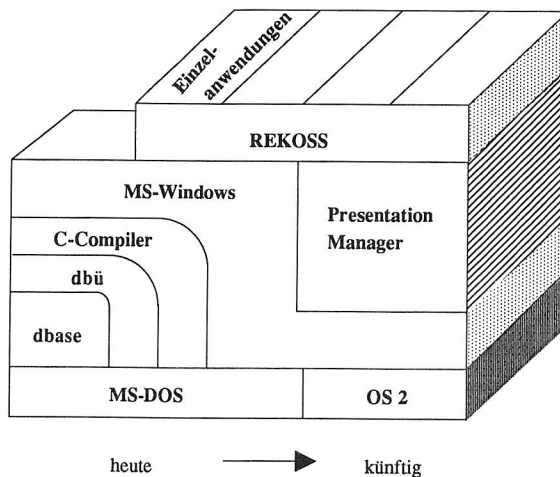 Einzel-
anwendungen
REKOSS
MS-Windows
Presentation
Manager
C-Compiler
dbü
dbase
MS-DOS
OS 2
heute
künftig